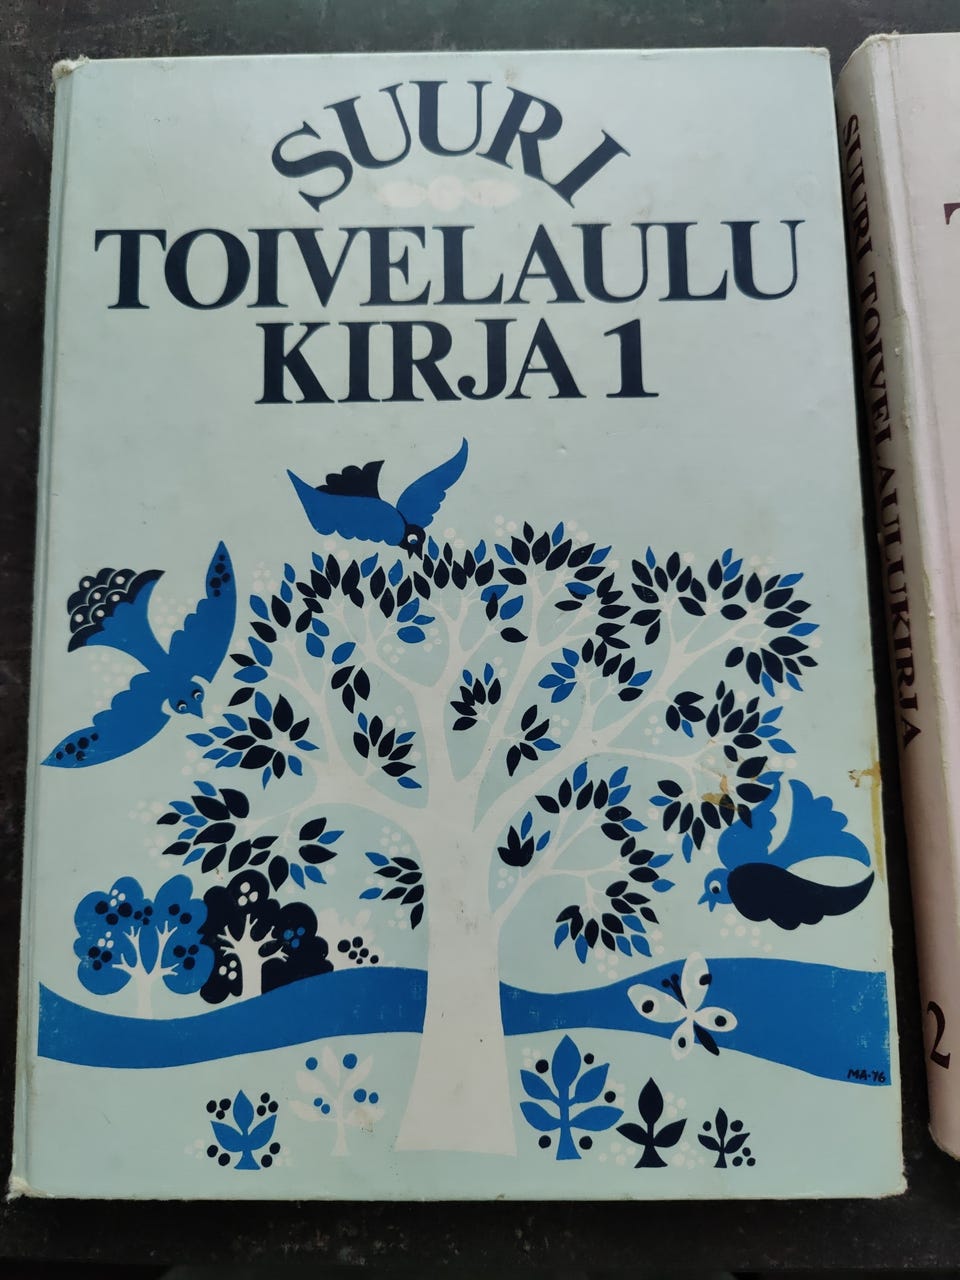 SUURI
TOIVELAULU
KIRJA 1
MA-76
SUURI TOIVELAULUKIRJA
2